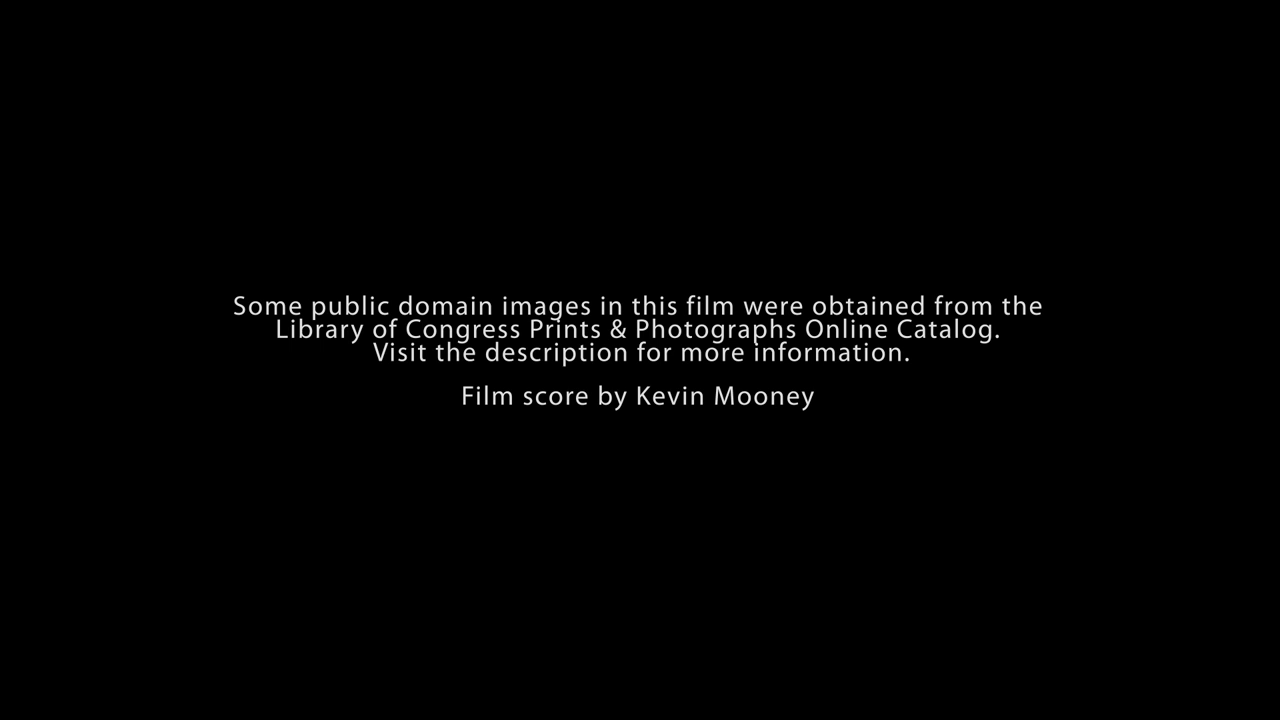 Some public domain images in this film were obtained from the
Library of Congress Prints & Photographs Online Catalog.
Visit the description for more information.
Film score by Kevin Mooney